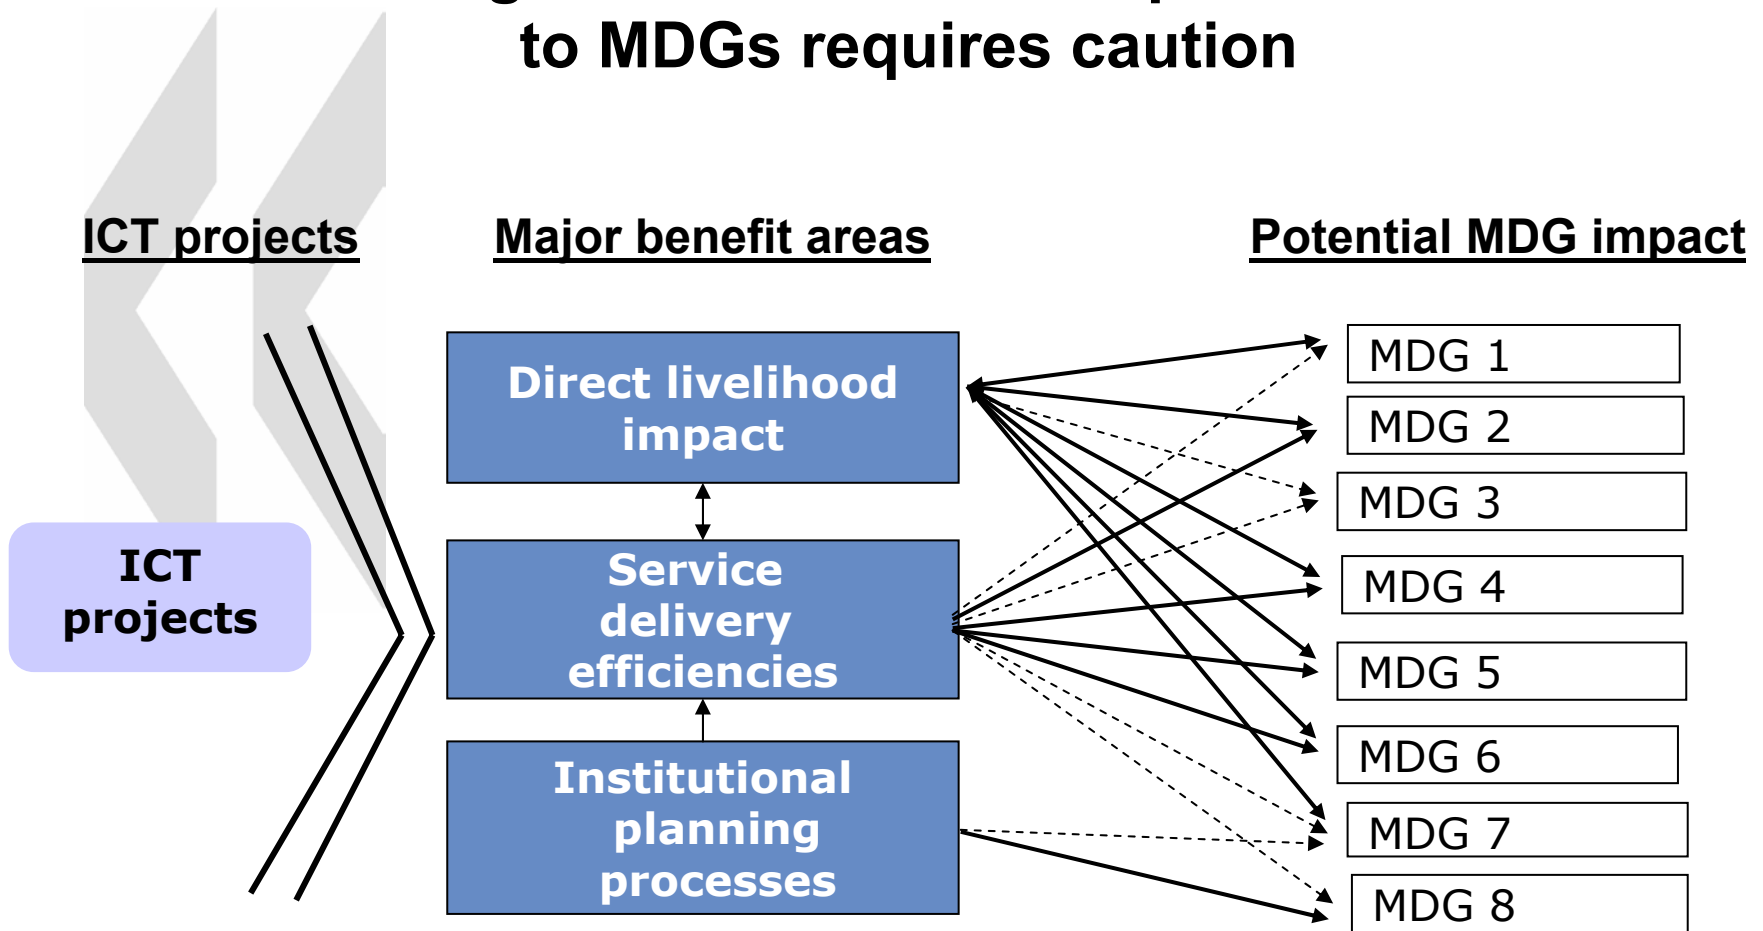 to MDGs requires caution
ICT projects
Major benefit areas
Potential MDG impact
ICT
projects
Direct livelihood
impact
Service
delivery
efficiencies
Institutional
planning
processes
MDG 1
MDG 2
MDG 3
MDG 4
MDG 5
MDG 6
MDG 7
MDG 8